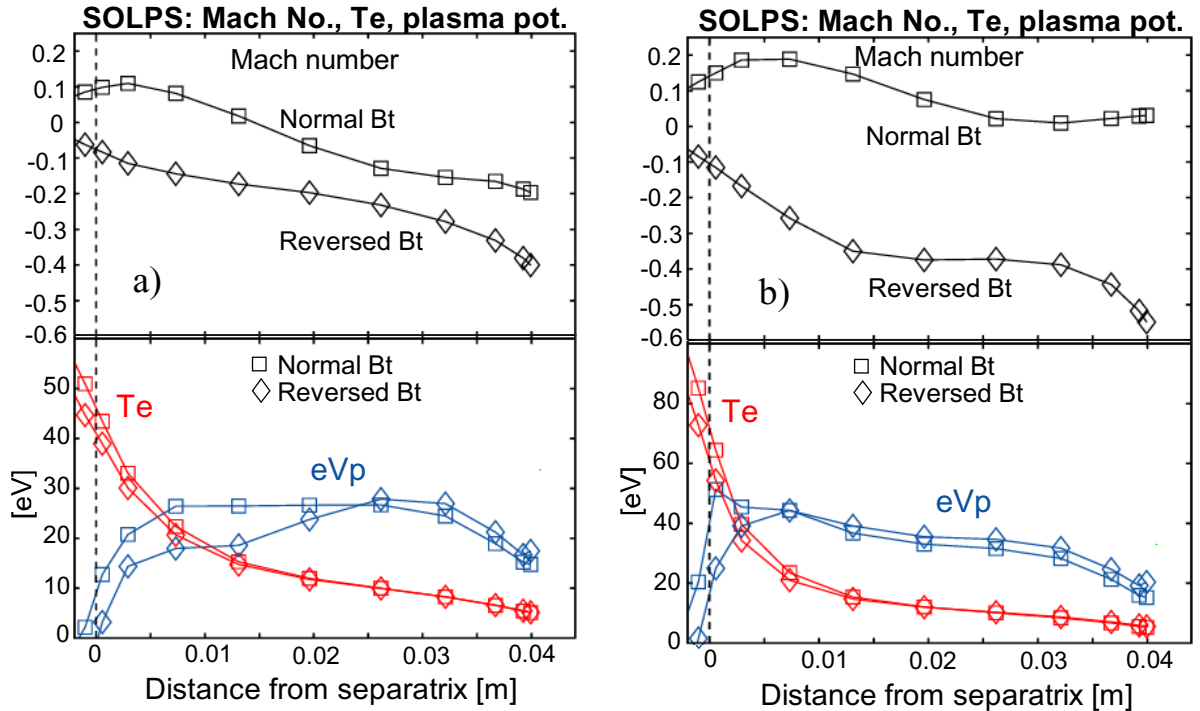 SOLPS: Mach No., Te, plasma pot.
0.2
0.1
0
-0.1
-0.2
-0.3
-0.4
-0.5
-0.6
Mach number
Normal Bt
Reversed Bt
a)
50
40
30
20
10
0
[eV]
Normal Bt
Reversed Bt
Te
eVp
0
0.01
0.02
0.03
0.04
Distance from separatrix [m]
SOLPS: Mach No., Te, plasma pot.
0.2
0.1
0
-0.1
-0.2
-0.3
-0.4
-0.5
-0.6
Mach number
Normal Bt
Reversed Bt
b)
80
60
40
20
0
[eV]
Normal Bt
Reversed Bt
Te
eVp
0
0.01
0.02
0.03
0.04
Distance from separatrix [m]